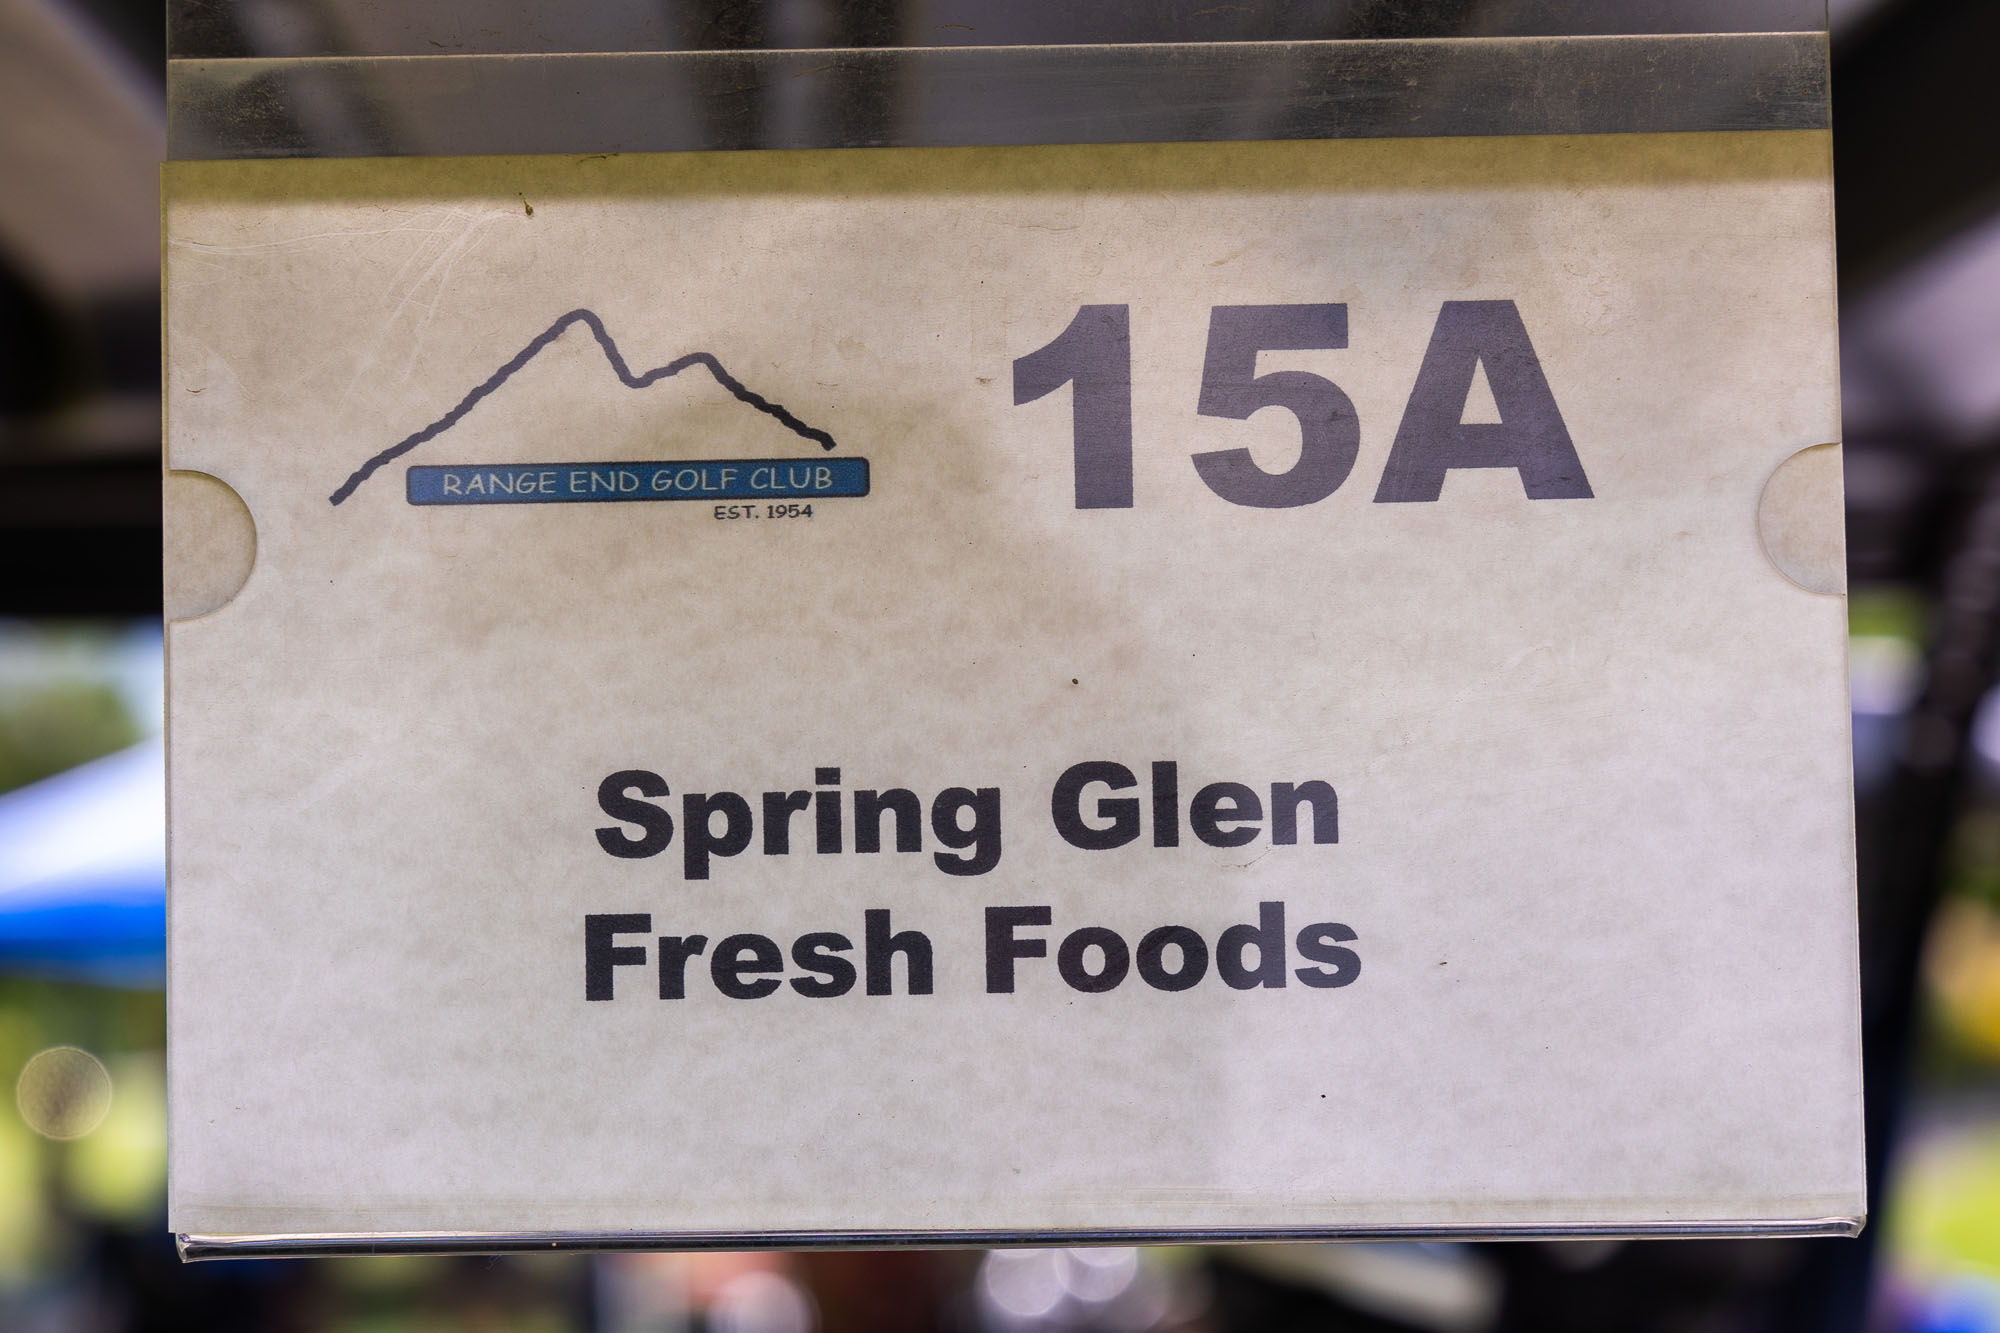 15A
RANGE END GOLF CLUB
EST. 1954
Spring Glen
Fresh Foods